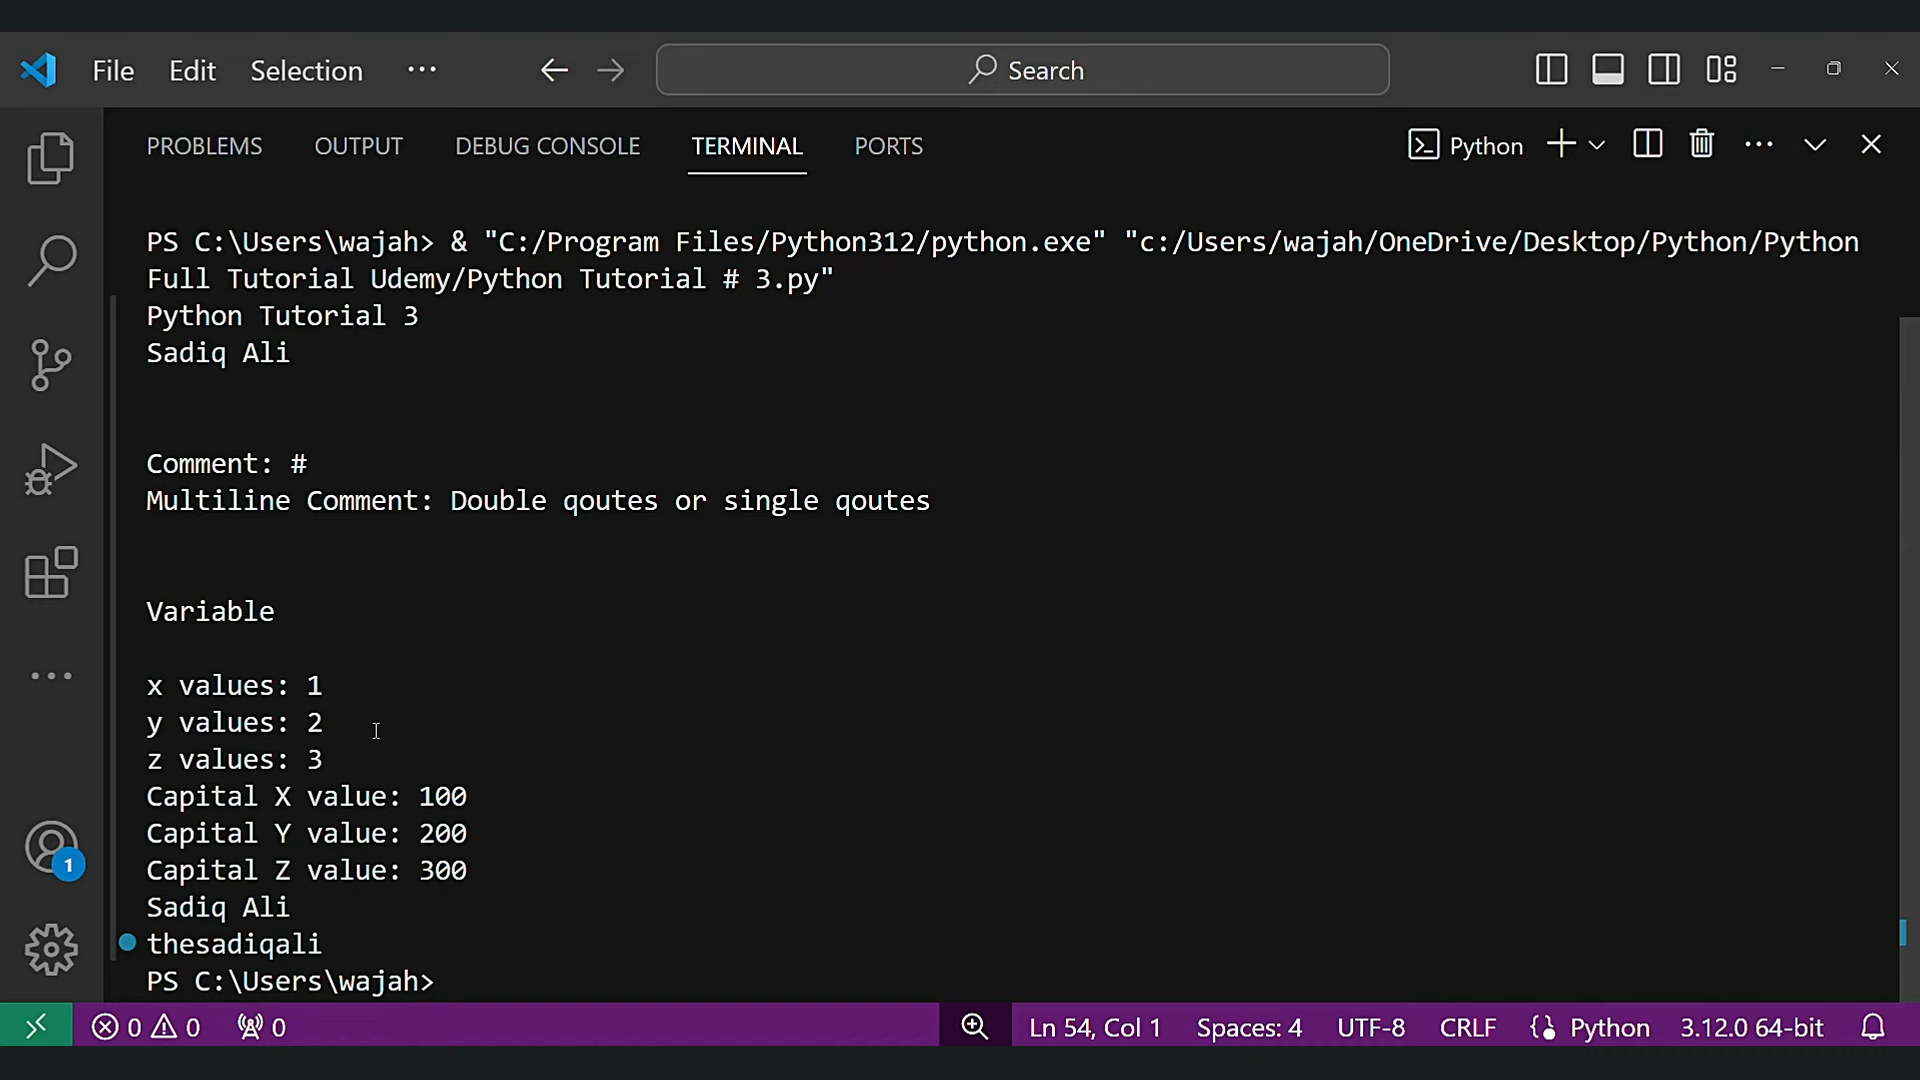 File Edit Selection ··· Search
PROBLEMS OUTPUT DEBUG CONSOLE TERMINAL PORTS Python
PS C:\Users\wajah> & "C:/Program Files/Python312/python.exe" "c:/Users/wajah/OneDrive/Desktop/Python/Python
Full Tutorial Udemy/Python Tutorial # 3.py"
Python Tutorial 3
Sadiq Ali
Comment: #
Multiline Comment: Double qoutes or single qoutes
Variable
x values: 1
y values: 2
z values: 3
Capital X value: 100
Capital Y value: 200
Capital Z value: 300
Sadiq Ali
thesadiqali
PS C:\Users\wajah>
1
0 0 0 Ln 54, Col 1 Spaces: 4 UTF-8 CRLF Python 3.12.0 64-bit